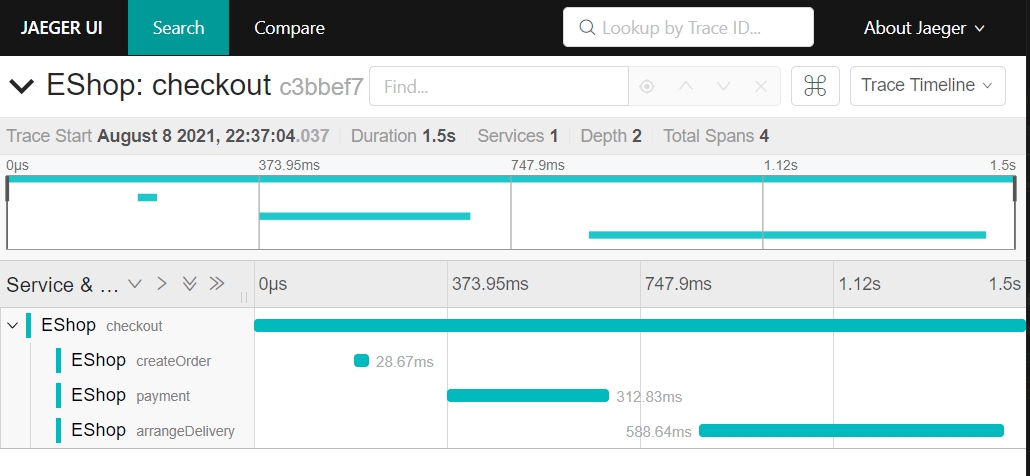 JAEGER UI Search Compare Lookup by Trace ID... About Jaeger
EShop: checkout c3bbef7 Find... Trace Timeline
Trace Start August 8 2021, 22:37:04.037 Duration 1.5s Services 1 Depth 2 Total Spans 4
0μs 373.95ms 747.9ms 1.12s 1.5s
Service & ... 0μs 373.95ms 747.9ms 1.12s 1.5s
EShop checkout
EShop createOrder 28.67ms
EShop payment 312.83ms
EShop arrangeDelivery 588.64ms